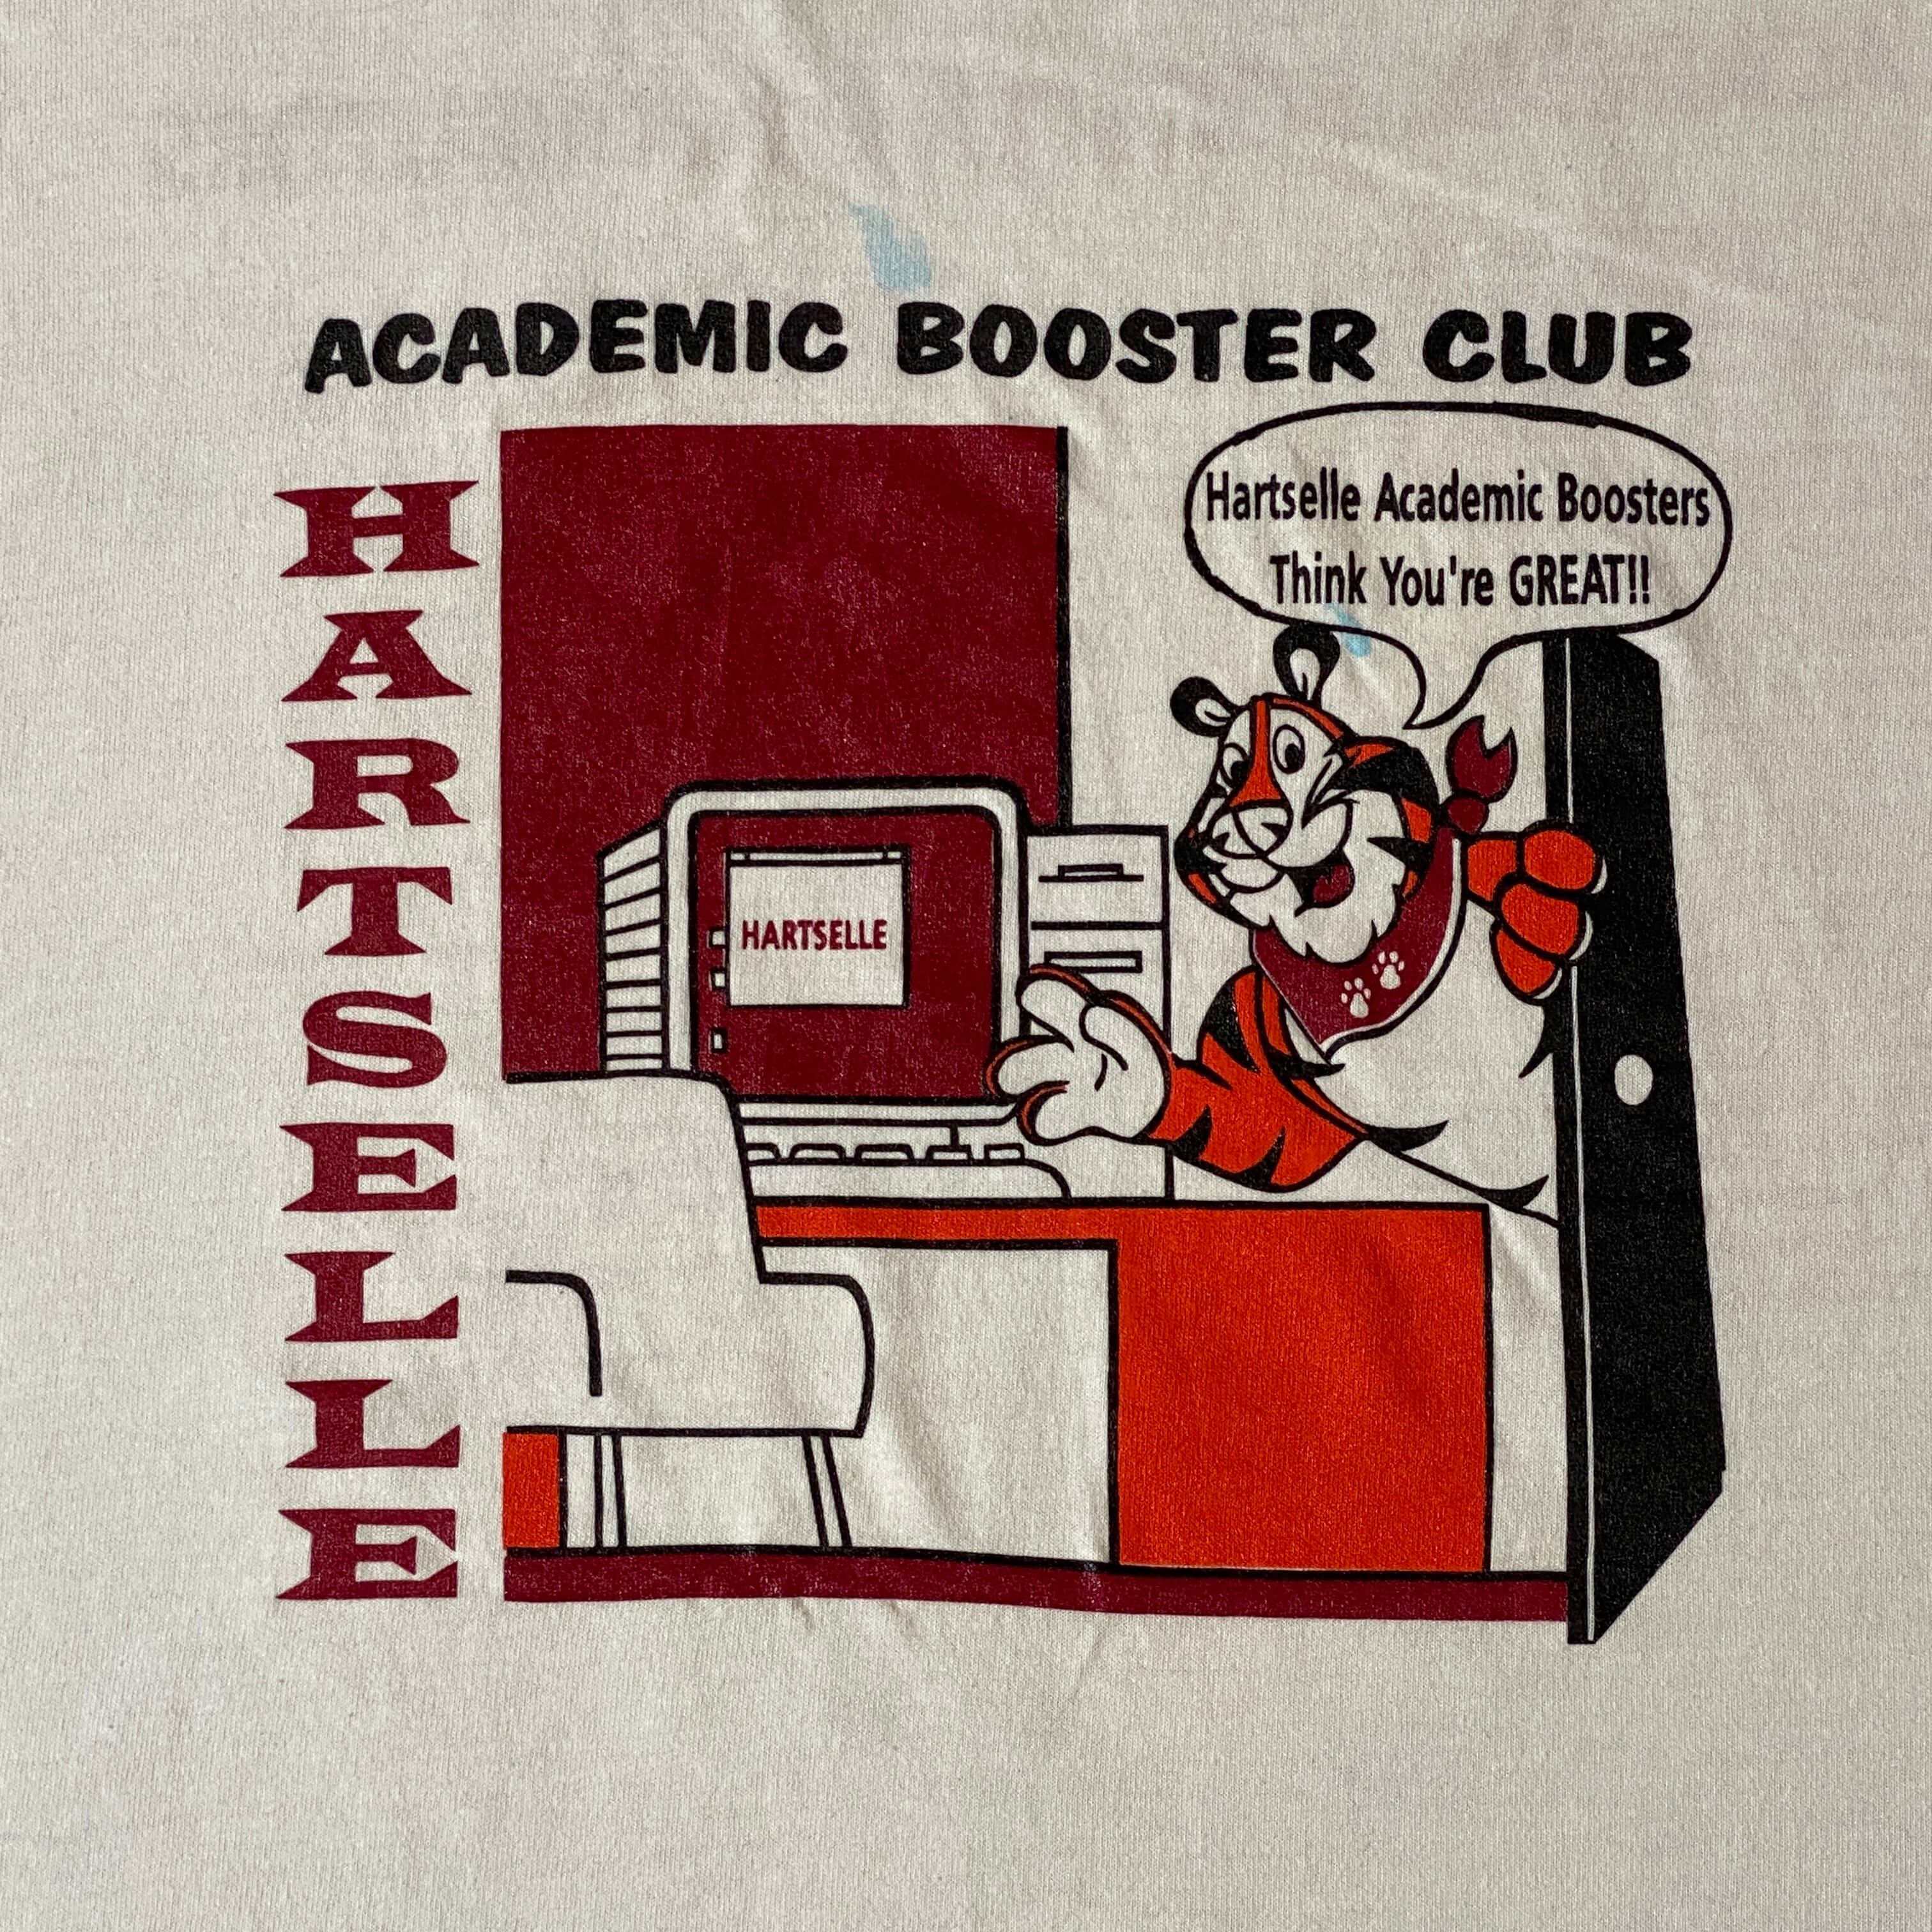 ACADEMIC BOOSTER CLUB
HARTSELLE
Hartselle Academic Boosters
Think You're GREAT!!
HARTSELLE